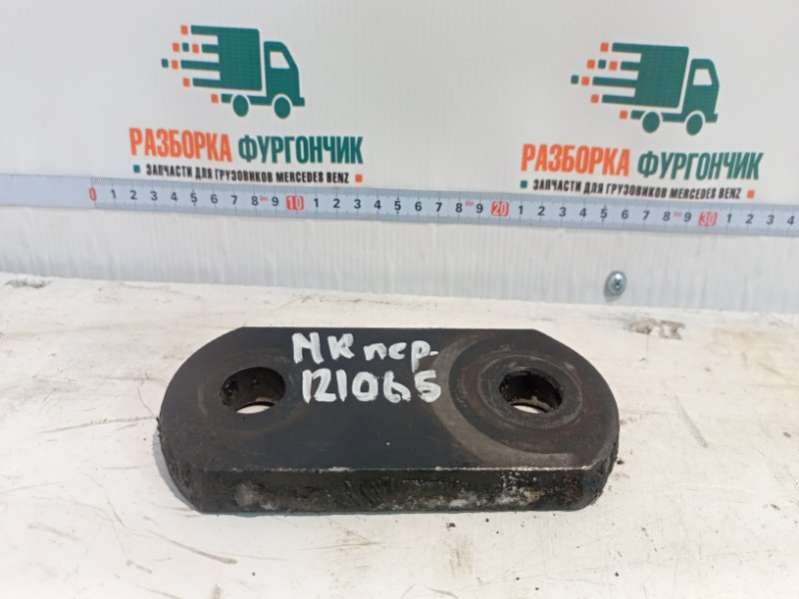 РАЗБОРКА ФУРГОНЧИК
ЗАПЧАСТИ ДЛЯ ГРУЗОВИКОВ MERCEDES BENZ
РАЗБОРКА ФУРГОНЧИК
ЗАПЧАСТИ ДЛЯ ГРУЗОВИКОВ MERCEDES BENZ
0 1 2 3 4 5 6 7 8 9 10 1 2 3 4 5 6 7 8 9 20 1 2 3 4 5 6 7 8 9 30 1 2 3 4
МК пер.
121065